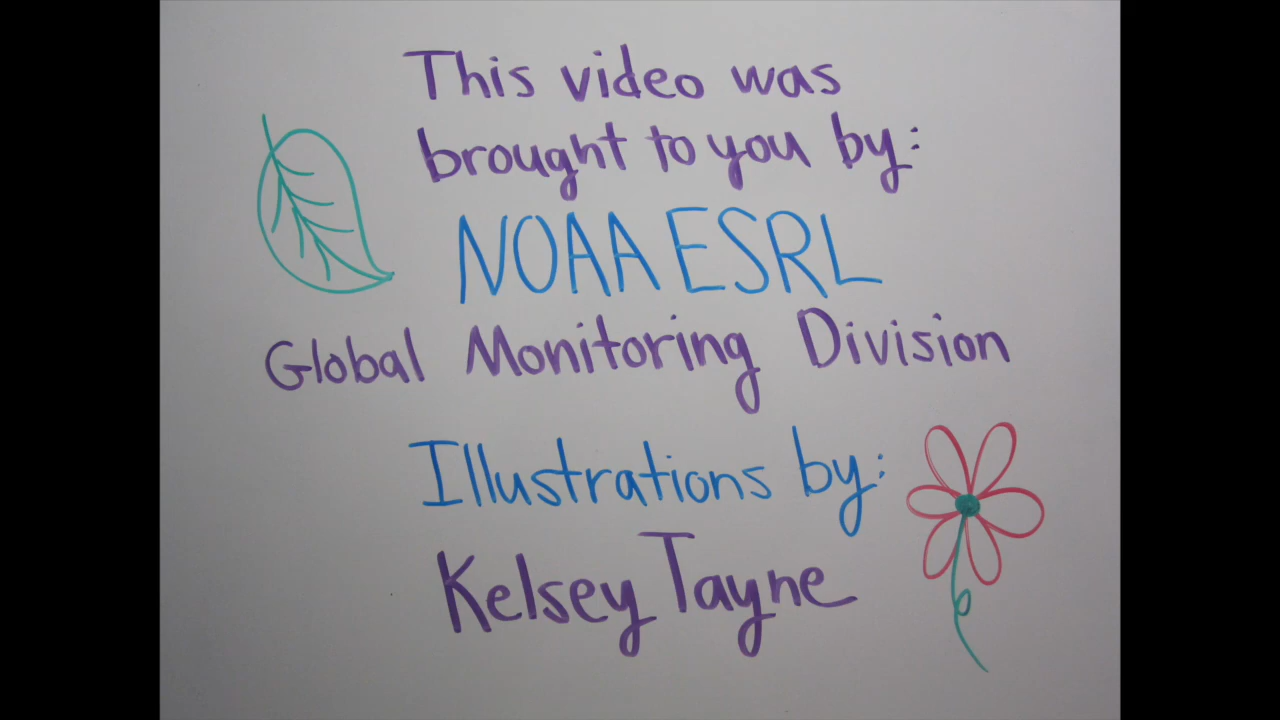 This video was
brought to you by:
NOAA ESRL
Global Monitoring Division
Illustrations by:
Kelsey Tayne